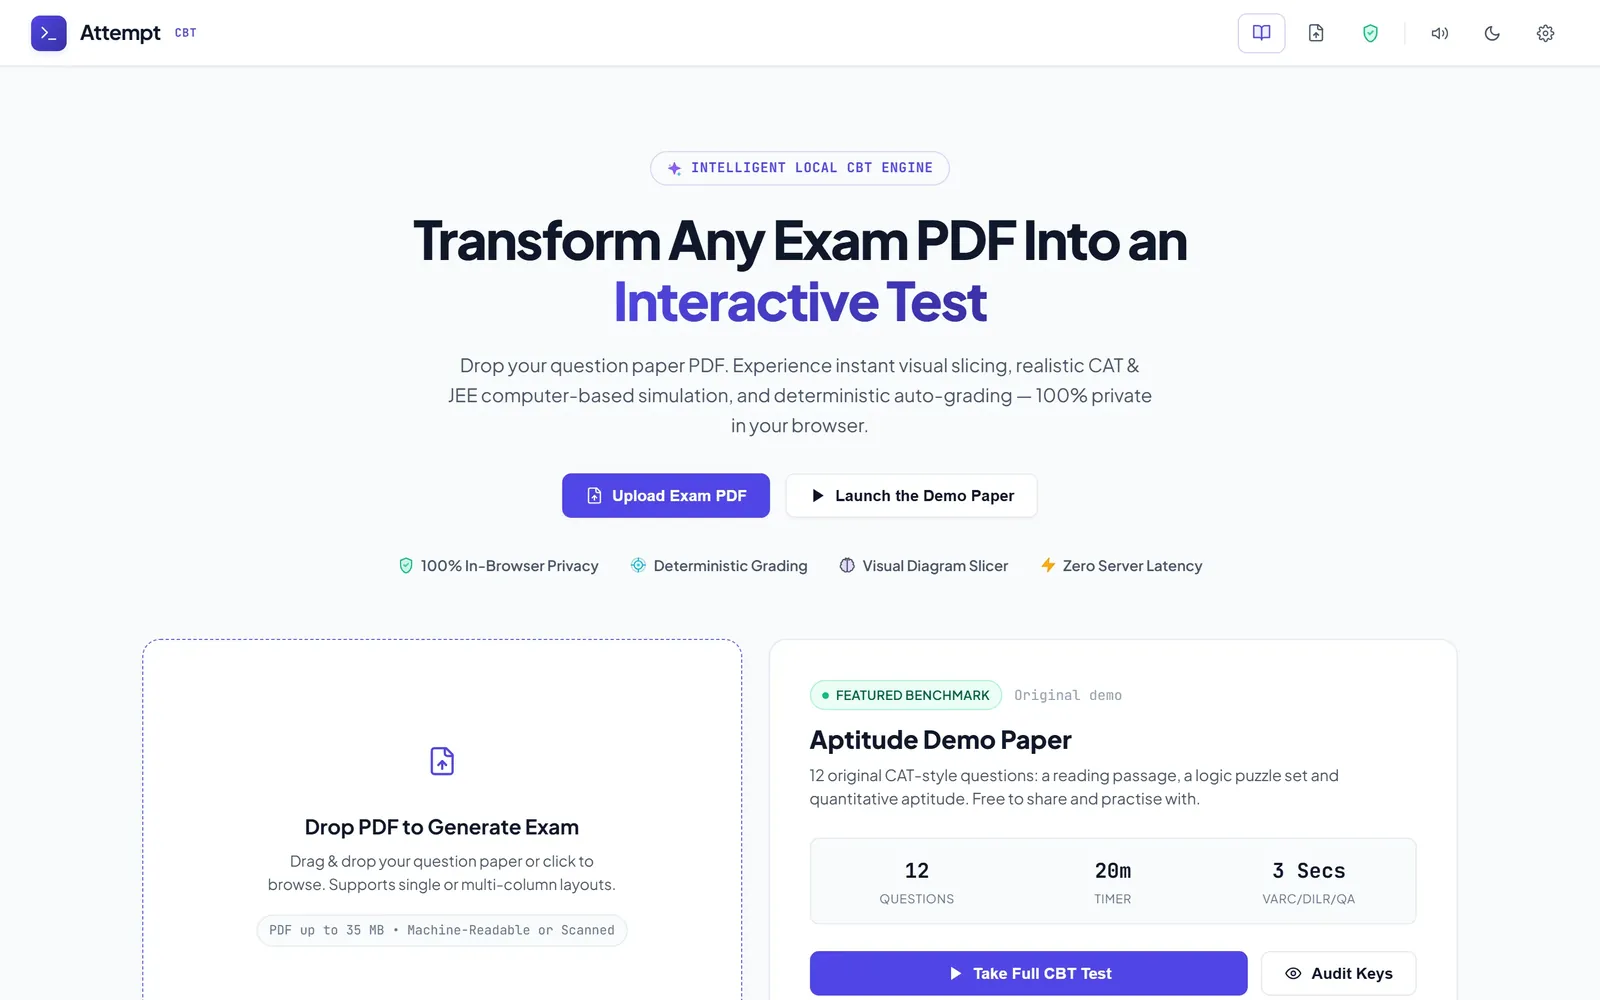 Attempt CBT
INTELLIGENT LOCAL CBT ENGINE
Transform Any Exam PDF Into an
Interactive Test
Drop your question paper PDF. Experience instant visual slicing, realistic CAT &
JEE computer-based simulation, and deterministic auto-grading — 100% private
in your browser.
Upload Exam PDF
Launch the Demo Paper
100% In-Browser Privacy
Deterministic Grading
Visual Diagram Slicer
Zero Server Latency
Drop PDF to Generate Exam
Drag & drop your question paper or click to
browse. Supports single or multi-column layouts.
PDF up to 35 MB • Machine-Readable or Scanned
FEATURED BENCHMARK
Original demo
Aptitude Demo Paper
12 original CAT-style questions: a reading passage, a logic puzzle set and
quantitative aptitude. Free to share and practise with.
12
QUESTIONS
20m
TIMER
3 Secs
VARC/DILR/QA
Take Full CBT Test
Audit Keys